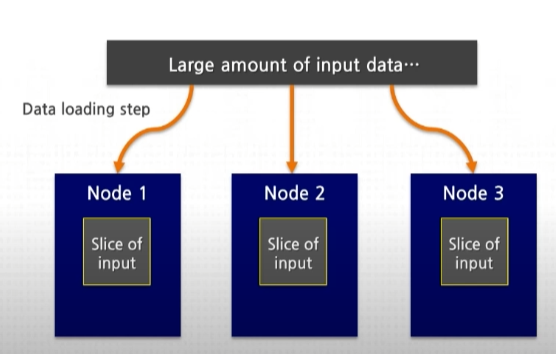 Large amount of input data…
Data loading step
Node 1
Slice of
input
Node 2
Slice of
input
Node 3
Slice of
input